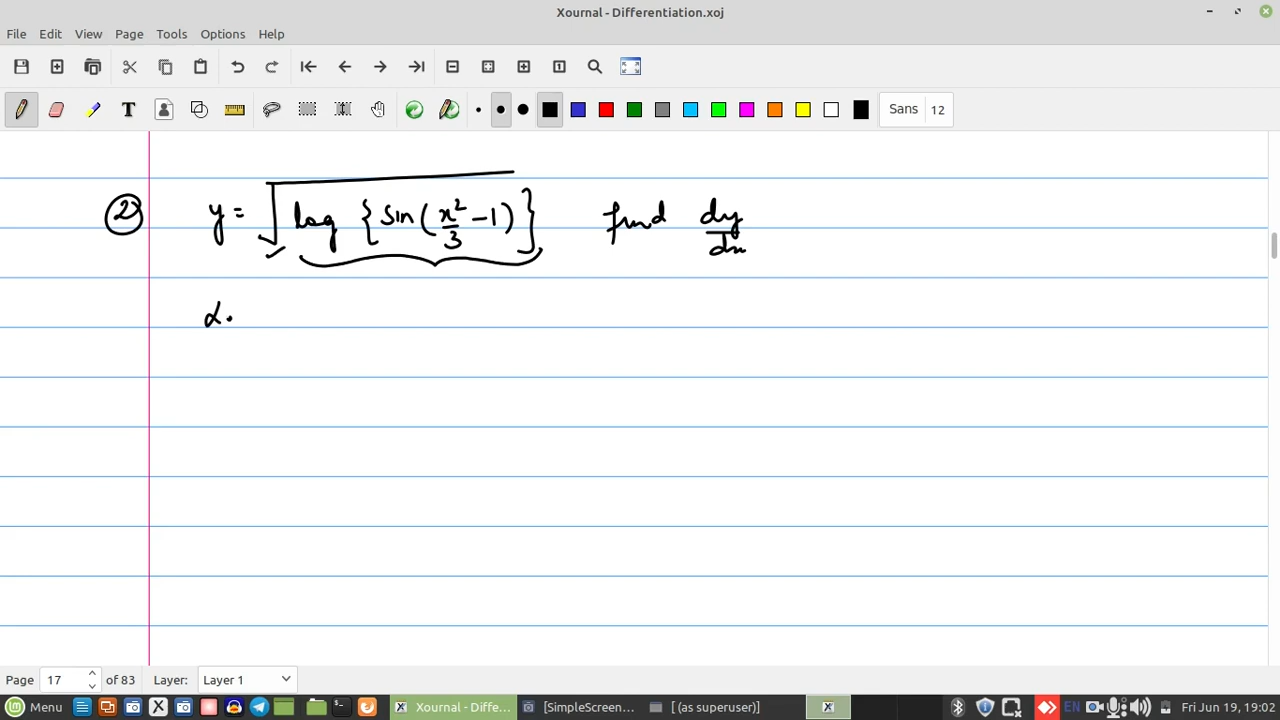 Xournal - Differentiation.xoj
File Edit View Page Tools Options Help
Sans 12
② y = √log {sin(x²/3 − 1)} find dy/dx
Page 17 of 83 Layer: Layer 1
Menu Xournal - Diffe... [SimpleScreen... [ (as superuser)] EN Fri Jun 19, 19:02